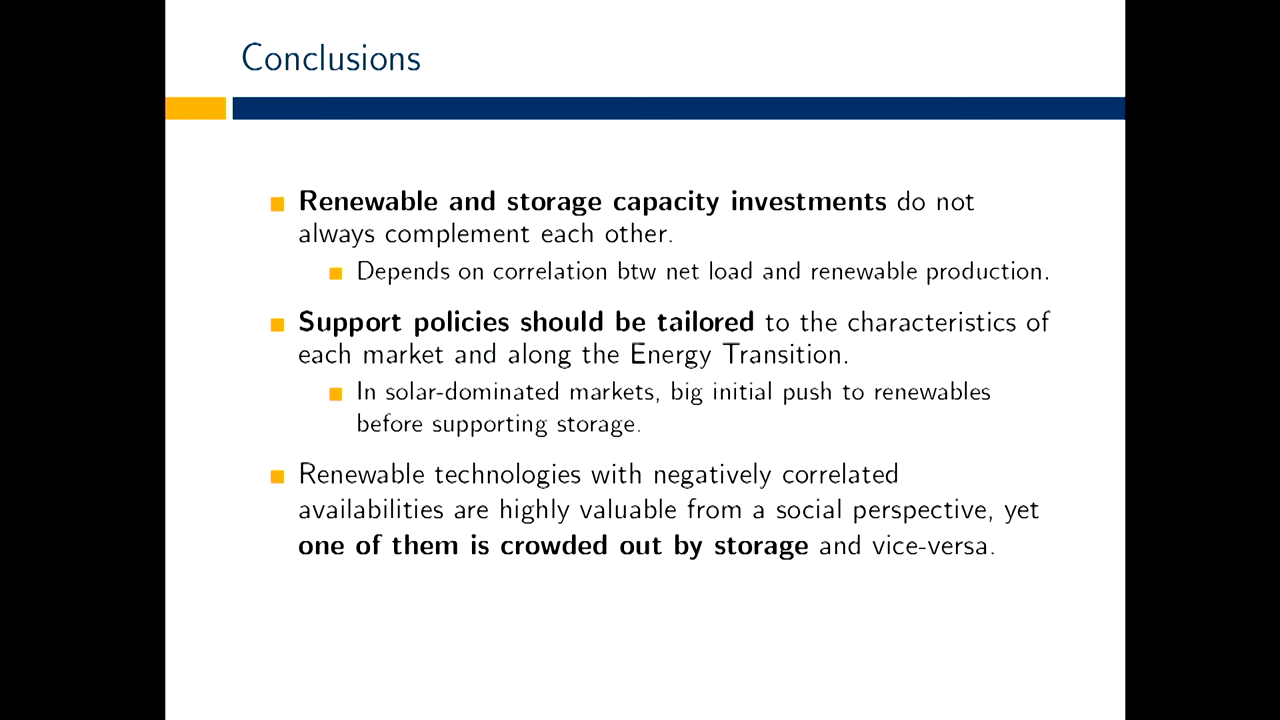 Conclusions
Renewable and storage capacity investments do not
always complement each other.
Depends on correlation btw net load and renewable production.
Support policies should be tailored to the characteristics of
each market and along the Energy Transition.
In solar-dominated markets, big initial push to renewables
before supporting storage.
Renewable technologies with negatively correlated
availabilities are highly valuable from a social perspective, yet
one of them is crowded out by storage and vice-versa.